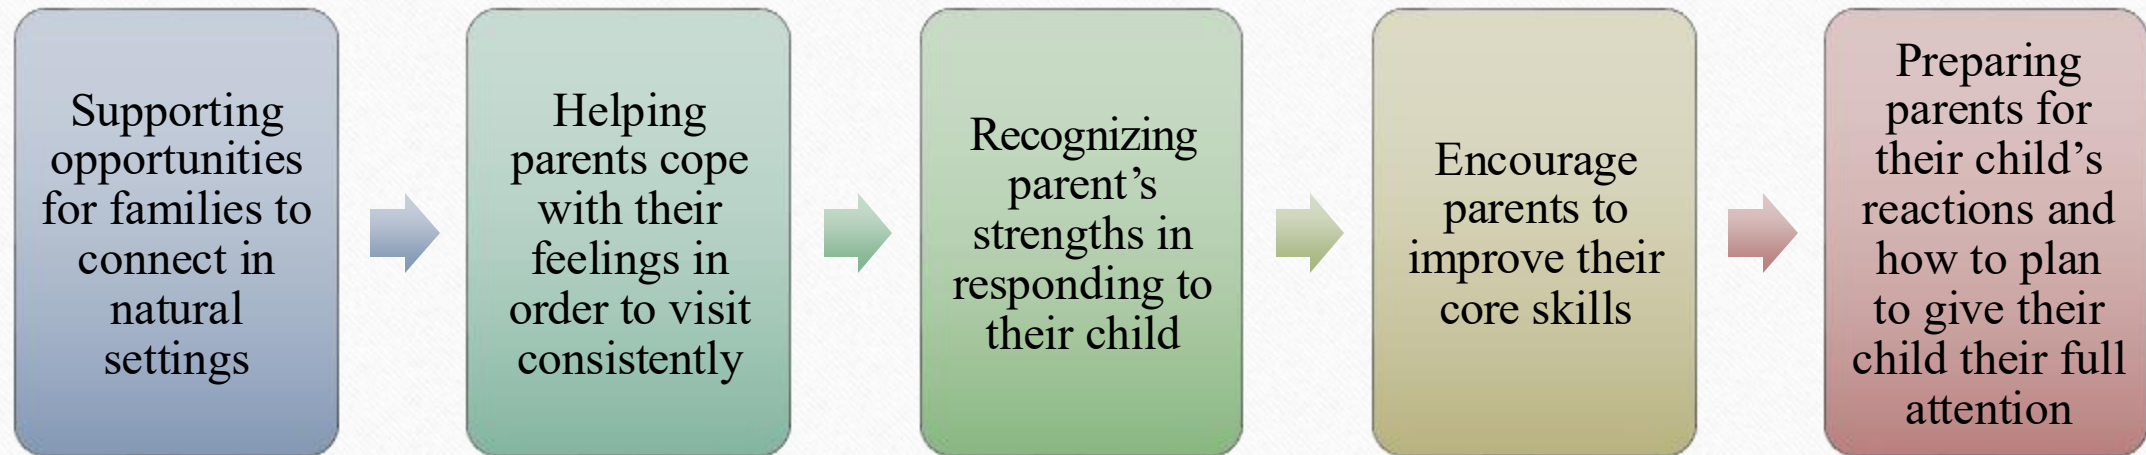 Supporting
opportunities
for families to
connect in
natural
settings
Helping
parents cope
with their
feelings in
order to visit
consistently
Recognizing
parent’s
strengths in
responding to
their child
Encourage
parents to
improve their
core skills
Preparing
parents for
their child’s
reactions and
how to plan
to give their
child their full
attention